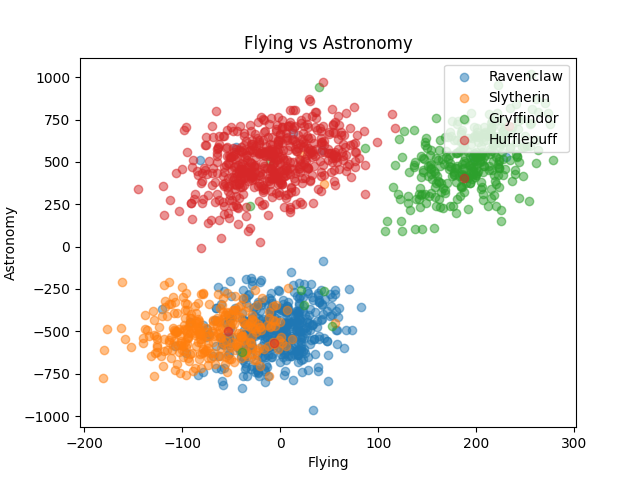 Flying vs Astronomy
Ravenclaw
Slytherin
Gryffindor
Hufflepuff
1000
750
500
250
0
−250
−500
−750
−1000
Astronomy
−200
−100
0
100
200
300
Flying